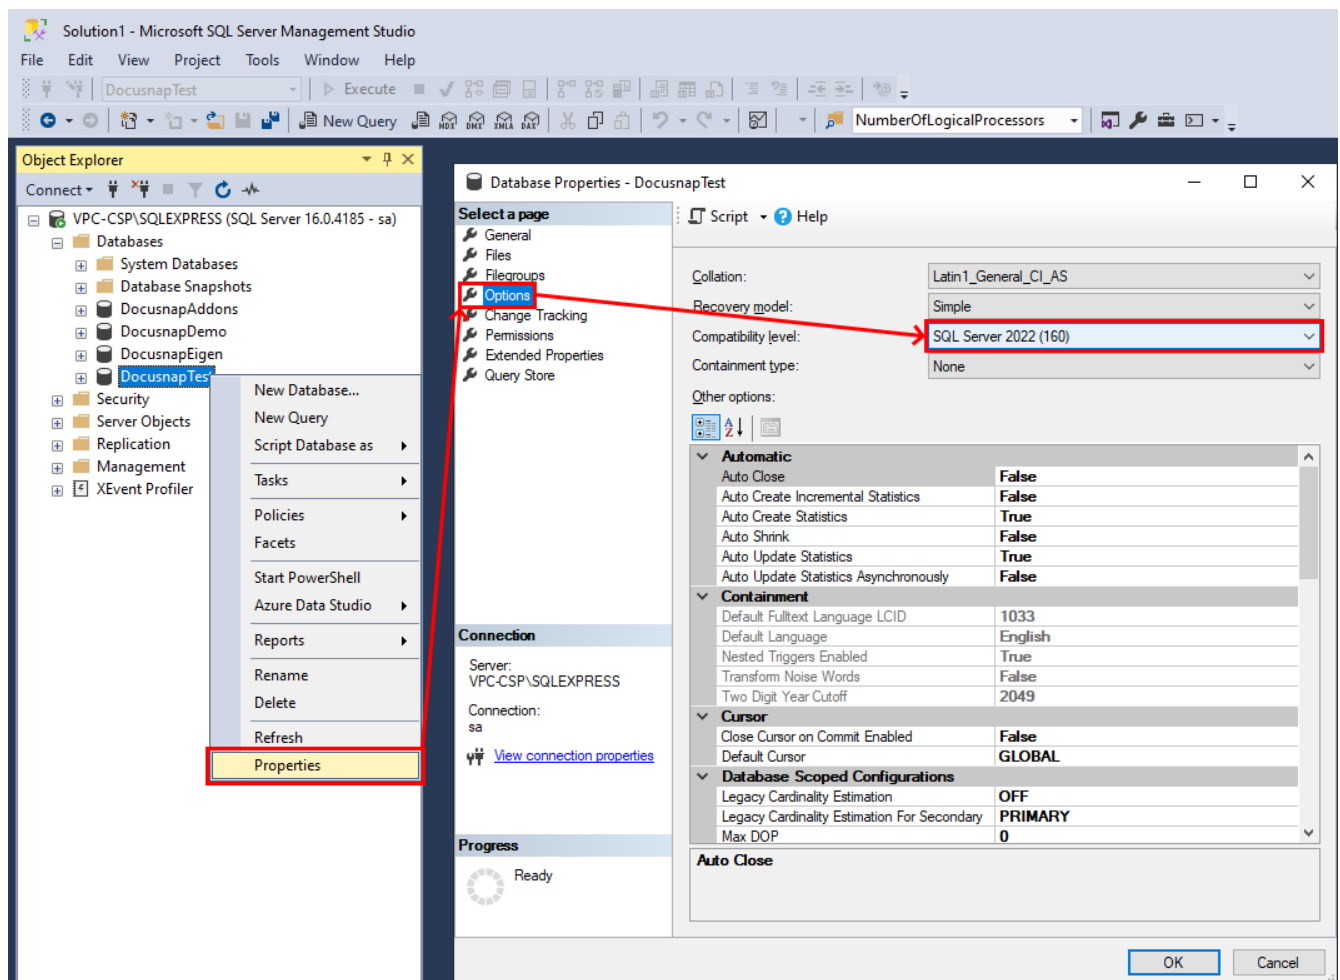 Solution1 - Microsoft SQL Server Management Studio
File Edit View Project Tools Window Help
DocusnapTest Execute
New Query MDX DMX XMLA DAX NumberOfLogicalProcessors
Object Explorer
Connect
VPC-CSP\SQLEXPRESS (SQL Server 16.0.4185 - sa)
Databases
System Databases
Database Snapshots
DocusnapAddons
DocusnapDemo
DocusnapEigen
DocusnapTest
Security
Server Objects
Replication
Management
XEvent Profiler
New Database...
New Query
Script Database as
Tasks
Policies
Facets
Start PowerShell
Azure Data Studio
Reports
Rename
Delete
Refresh
Properties
Database Properties - DocusnapTest
Select a page
General
Files
Filegroups
Options
Change Tracking
Permissions
Extended Properties
Query Store
Connection
Server:
VPC-CSP\SQLEXPRESS
Connection:
sa
View connection properties
Progress
Ready
Script Help
Collation: Latin1_General_CI_AS
Recovery model: Simple
Compatibility level: SQL Server 2022 (160)
Containment type: None
Other options:
Automatic
Auto Close False
Auto Create Incremental Statistics False
Auto Create Statistics True
Auto Shrink False
Auto Update Statistics True
Auto Update Statistics Asynchronously False
Containment
Default Fulltext Language LCID 1033
Default Language English
Nested Triggers Enabled True
Transform Noise Words False
Two Digit Year Cutoff 2049
Cursor
Close Cursor on Commit Enabled False
Default Cursor GLOBAL
Database Scoped Configurations
Legacy Cardinality Estimation OFF
Legacy Cardinality Estimation For Secondary PRIMARY
Max DOP 0
Auto Close
OK Cancel